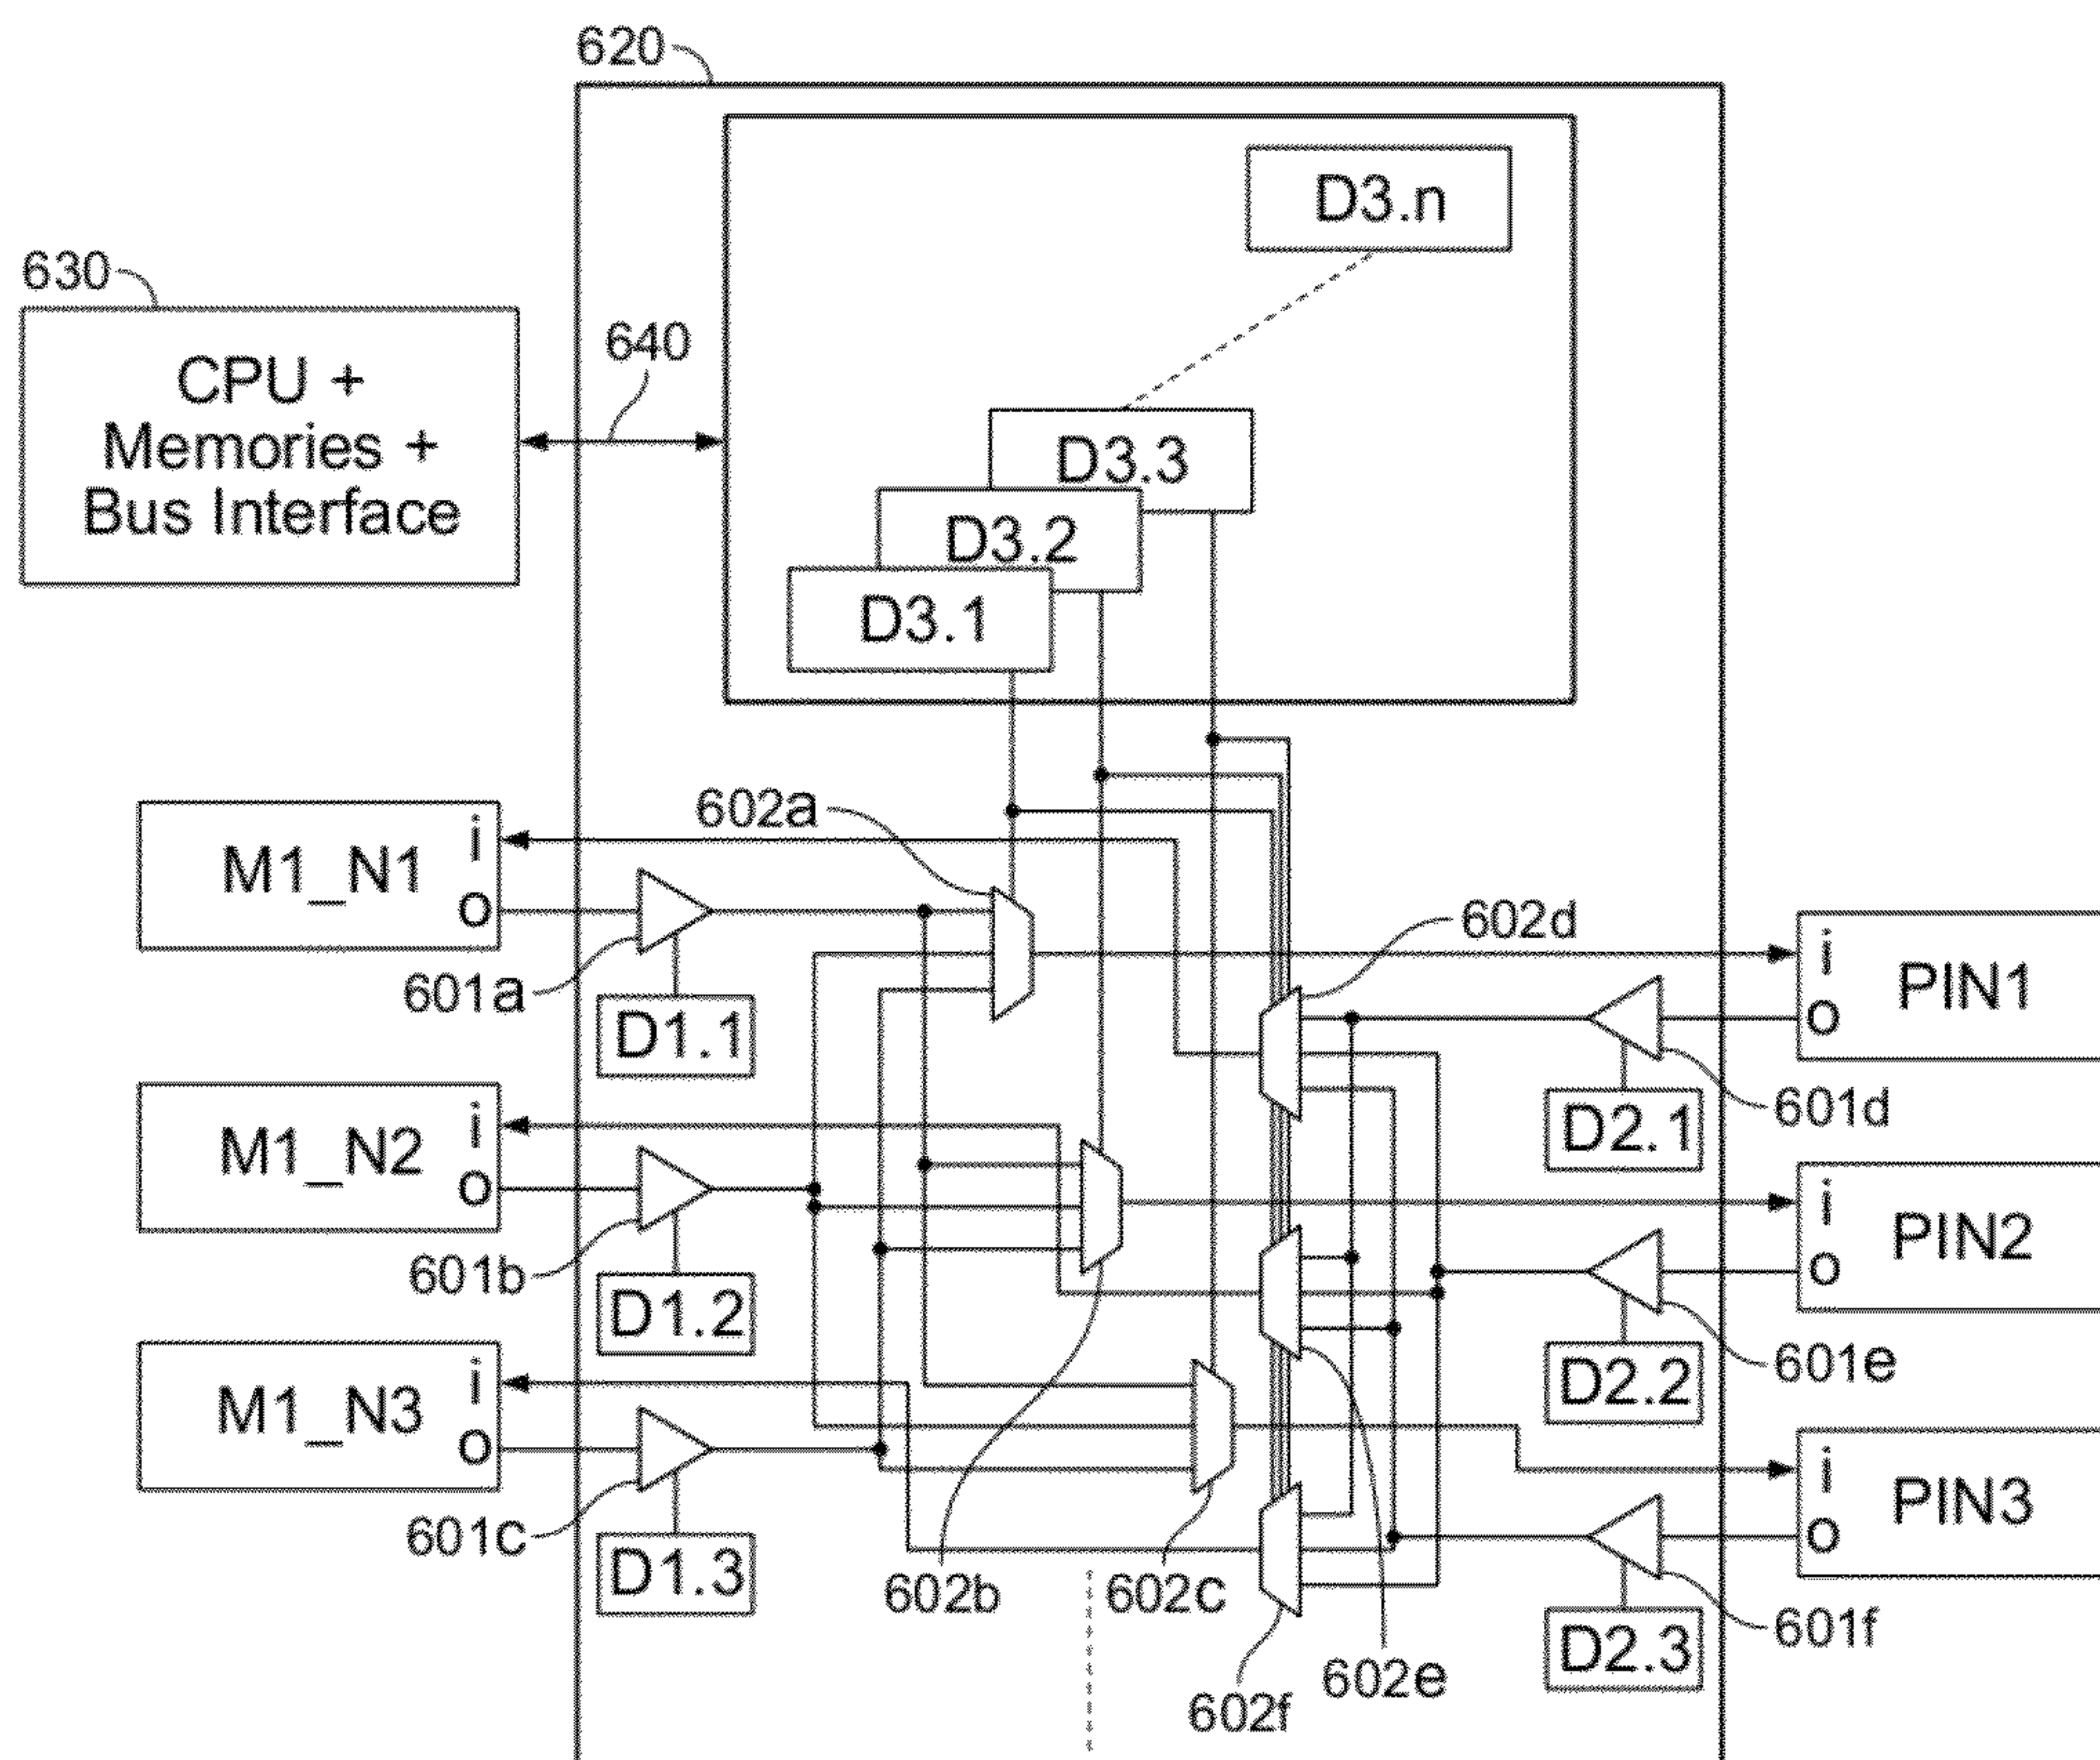 620
D3.n
630
640
CPU +
Memories +
Bus Interface
D3.3
D3.2
D3.1
602a
M1_N1
i
o
601a
D1.1
602d
i
o
PIN1
D2.1
601d
M1_N2
i
o
601b
D1.2
i
o
PIN2
D2.2
601e
M1_N3
i
o
601c
D1.3
i
o
PIN3
D2.3
601f
602b
602c
602e
602f